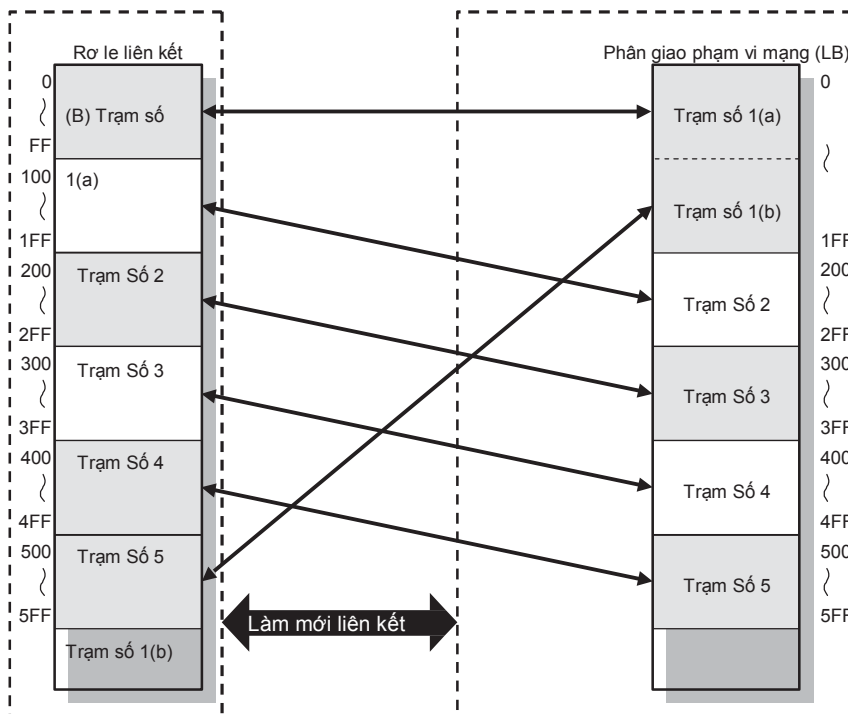 Rơ le liên kết
Phân giao phạm vi mạng (LB)
0
FF
100
1FF
200
2FF
300
3FF
400
4FF
500
5FF
(B) Trạm số
1(a)
Trạm Số 2
Trạm Số 3
Trạm Số 4
Trạm Số 5
Trạm số 1(b)
Làm mới liên kết
Trạm số 1(a)
Trạm số 1(b)
Trạm Số 2
Trạm Số 3
Trạm Số 4
Trạm Số 5
0
1FF
200
2FF
300
3FF
400
4FF
500
5FF